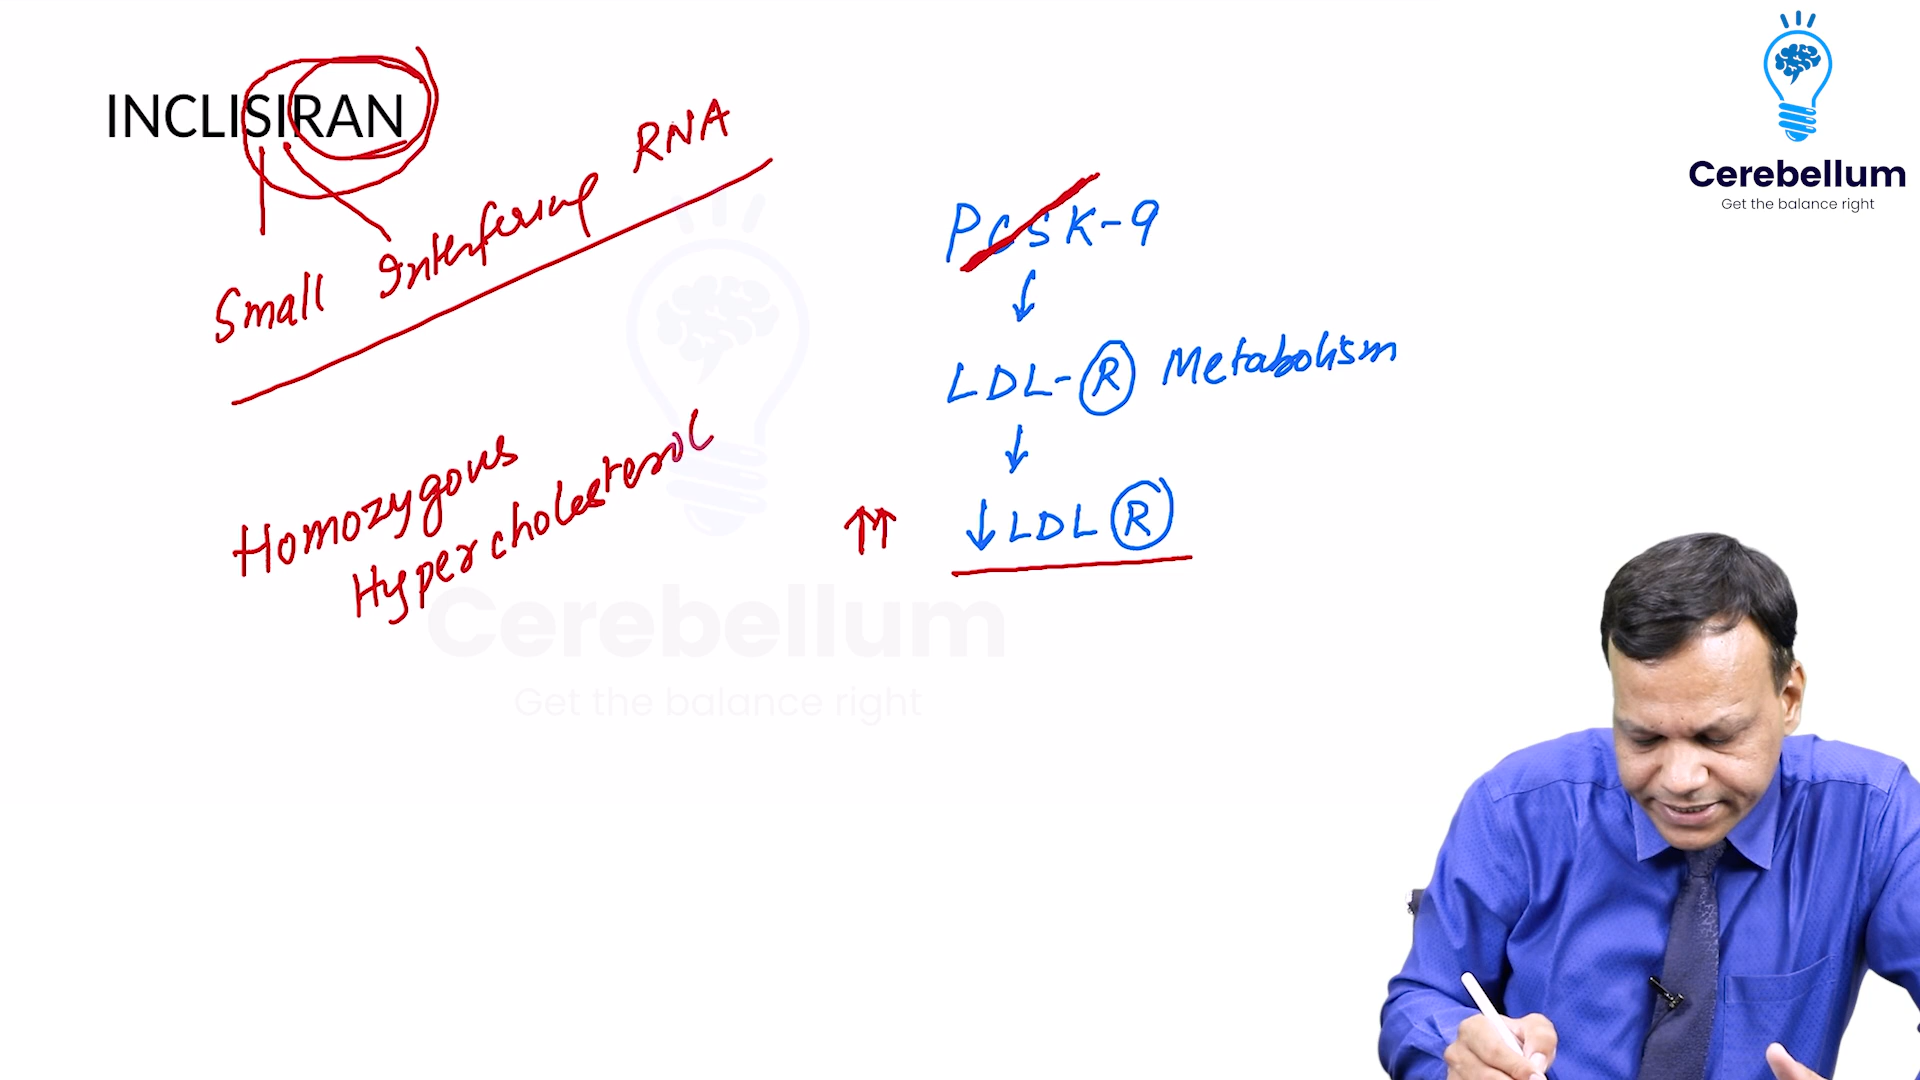 INCLISIRAN
Small Interfering RNA
Homozygous
Hypercholesterol
PCSK-9
↓
LDL-R Metabolism
↓
↑↑ ↓LDL R
Cerebellum
Get the balance right
Cerebellum
Get the balance right